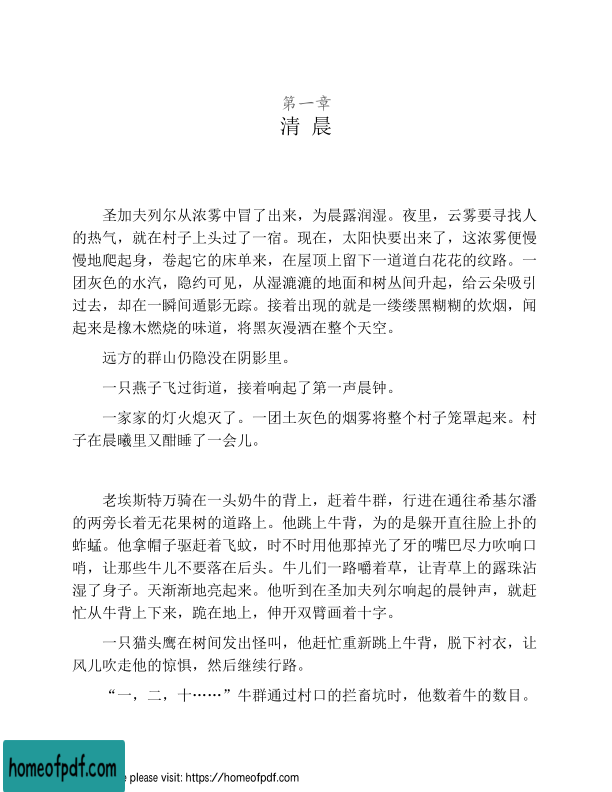 第一章
清 晨
圣加夫列尔从浓雾中冒了出来，为晨露润湿。夜里，云雾要寻找人
的热气，就在村子上头过了一宿。现在，太阳快要出来了，这浓雾便慢
慢地爬起身，卷起它的床单来，在屋顶上留下一道道白花花的纹路。一
团灰色的水汽，隐约可见，从湿漉漉的地面和树丛间升起，给云朵吸引
过去，却在一瞬间遁影无踪。接着出现的就是一缕缕黑糊糊的炊烟，闻
起来是橡木燃烧的味道，将黑灰漫洒在整个天空。
远方的群山仍隐没在阴影里。
一只燕子飞过街道，接着响起了第一声晨钟。
一家家的灯火熄灭了。一团土灰色的烟雾将整个村子笼罩起来。村
子在晨曦里又酣睡了一会儿。
老埃斯特万骑在一头奶牛的背上，赶着牛群，行进在通往希基尔潘
的两旁长着无花果树的道路上。他跳上牛背，为的是躲开直往脸上扑的
蚱蜢。他拿帽子驱赶着飞蚊，时不时用他那掉光了牙的嘴巴尽力吹响口
哨，让那些牛儿不要落在后头。牛儿们一路嚼着草，让青草上的露珠沾
湿了身子。天渐渐地亮起来。他听到在圣加夫列尔响起的晨钟声，就赶
忙从牛背上下来，跪在地上，伸开双臂画着十字。
一只猫头鹰在树间发出怪叫，他赶忙重新跳上牛背，脱下衬衣，让
风儿吹走他的惊惧，然后继续行路。
“一，二，十……”牛群通过村口的拦畜坑时，他数着牛的数目。
homeofpdf.com
e please visit: https://homeofpdf.com